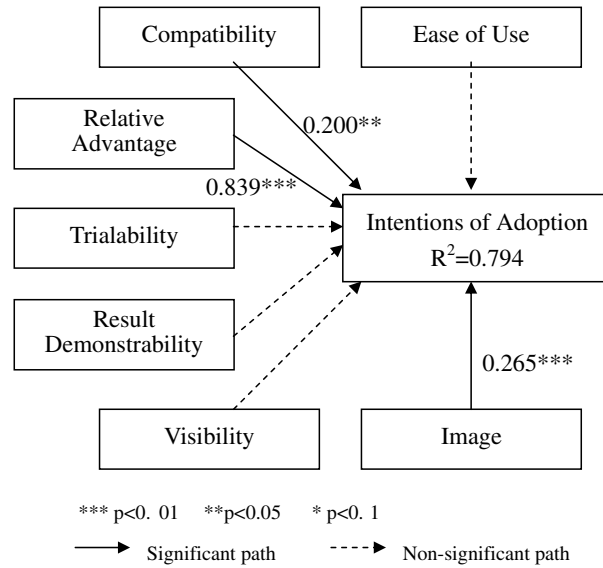 Compatibility
Ease of Use
Relative
Advantage
0.200**
0.839***
Trialability
Intentions of Adoption
R²=0.794
Result
Demonstrability
0.265***
Visibility
Image
*** p<0. 01 **p<0.05 * p<0. 1
Significant path
Non-significant path